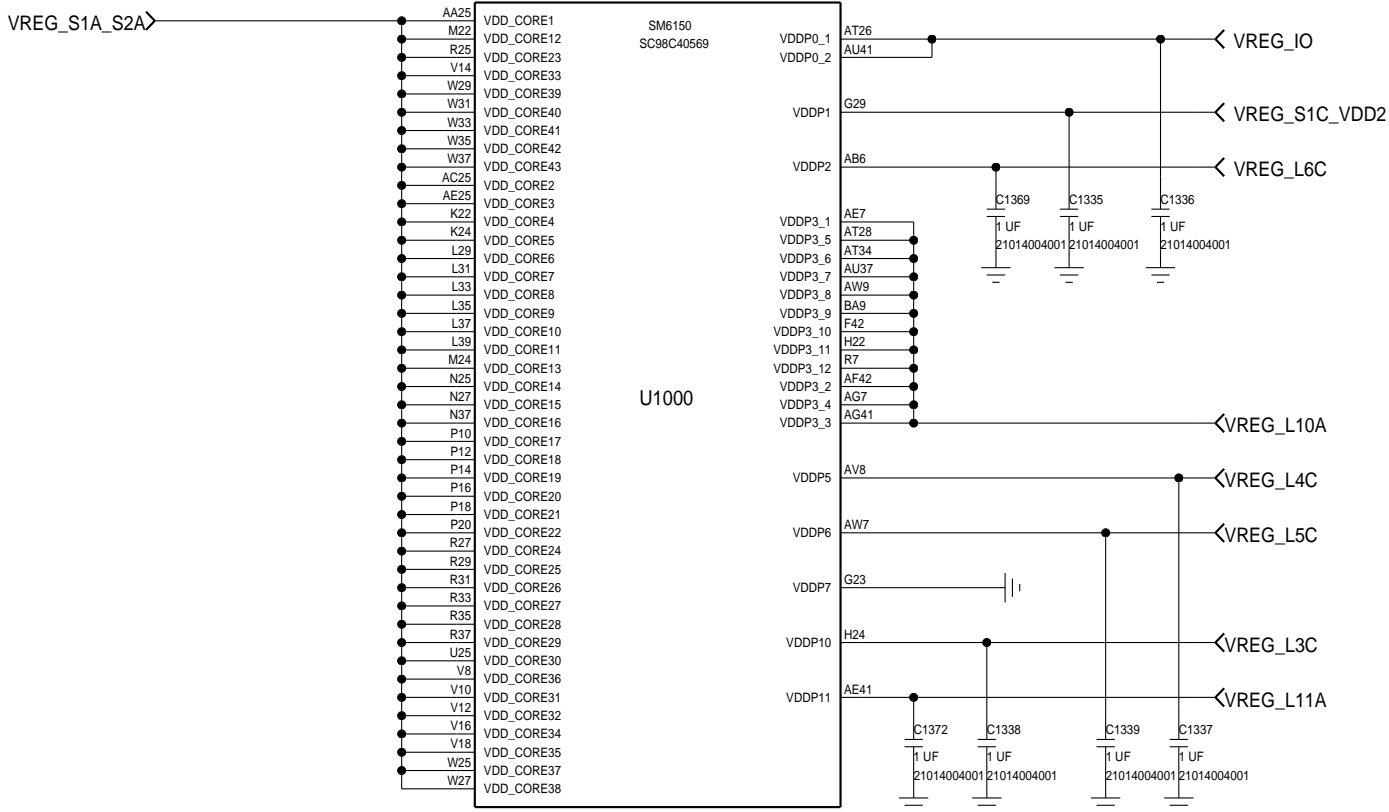 VREG_S1A_S2A
SM6150
SC98C40569
U1000
AA25 VDD_CORE1
M22 VDD_CORE12
R25 VDD_CORE23
V14 VDD_CORE33
W29 VDD_CORE39
W31 VDD_CORE40
W33 VDD_CORE41
W35 VDD_CORE42
W37 VDD_CORE43
AC25 VDD_CORE2
AE25 VDD_CORE3
K22 VDD_CORE4
K24 VDD_CORE5
L29 VDD_CORE6
L31 VDD_CORE7
L33 VDD_CORE8
L35 VDD_CORE9
L37 VDD_CORE10
L39 VDD_CORE11
M24 VDD_CORE13
N25 VDD_CORE14
N27 VDD_CORE15
N37 VDD_CORE16
P10 VDD_CORE17
P12 VDD_CORE18
P14 VDD_CORE19
P16 VDD_CORE20
P18 VDD_CORE21
P20 VDD_CORE22
R27 VDD_CORE24
R29 VDD_CORE25
R31 VDD_CORE26
R33 VDD_CORE27
R35 VDD_CORE28
R37 VDD_CORE29
U25 VDD_CORE30
V8 VDD_CORE36
V10 VDD_CORE31
V12 VDD_CORE32
V16 VDD_CORE34
V18 VDD_CORE35
W25 VDD_CORE37
W27 VDD_CORE38
VDDP0_1 AT26 VREG_IO
VDDP0_2 AU41
VDDP1 G29 VREG_S1C_VDD2
VDDP2 AB6 VREG_L6C
C1369 C1335 C1336
1 UF 1 UF 1 UF
21014004001 21014004001 21014004001
VDDP3_1 AE7
VDDP3_5 AT28
VDDP3_6 AT34
VDDP3_7 AU37
VDDP3_8 AW9
VDDP3_9 BA9
VDDP3_10 F42
VDDP3_11 H22
VDDP3_12 R7
VDDP3_2 AF42
VDDP3_4 AG7
VDDP3_3 AG41 VREG_L10A
VDDP5 AV8 VREG_L4C
VDDP6 AW7 VREG_L5C
VDDP7 G23
VDDP10 H24 VREG_L3C
VDDP11 AE41 VREG_L11A
C1372 C1338 C1339 C1337
1 UF 1 UF 1 UF 1 UF
21014004001 21014004001 21014004001 21014004001